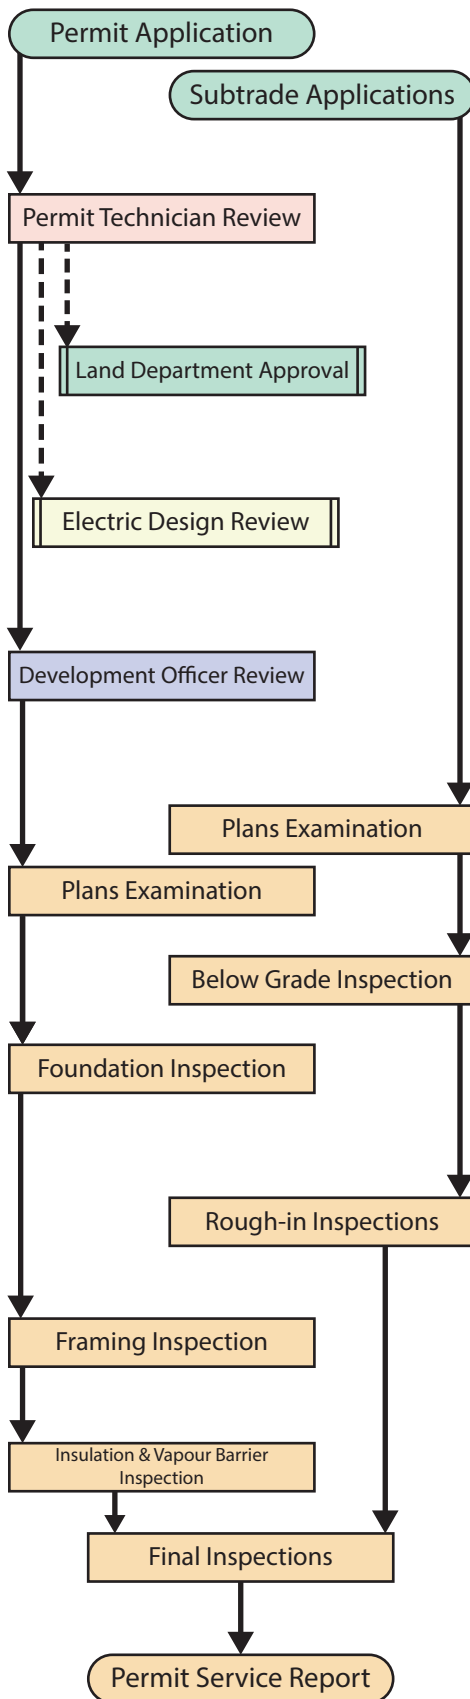 Permit Application
Subtrade Applications
Permit Technician Review
Land Department Approval
Electric Design Review
Development Officer Review
Plans Examination
Plans Examination
Below Grade Inspection
Foundation Inspection
Rough-in Inspections
Framing Inspection
Insulation & Vapour Barrier
Inspection
Final Inspections
Permit Service Report